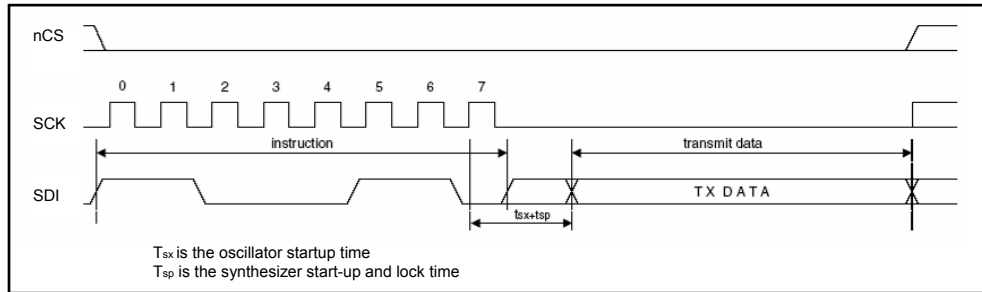 nCS
0 1 2 3 4 5 6 7
SCK
instruction
transmit data
SDI
TX DATA
tsx+tsp
Tsx is the oscillator startup time
Tsp is the synthesizer start-up and lock time